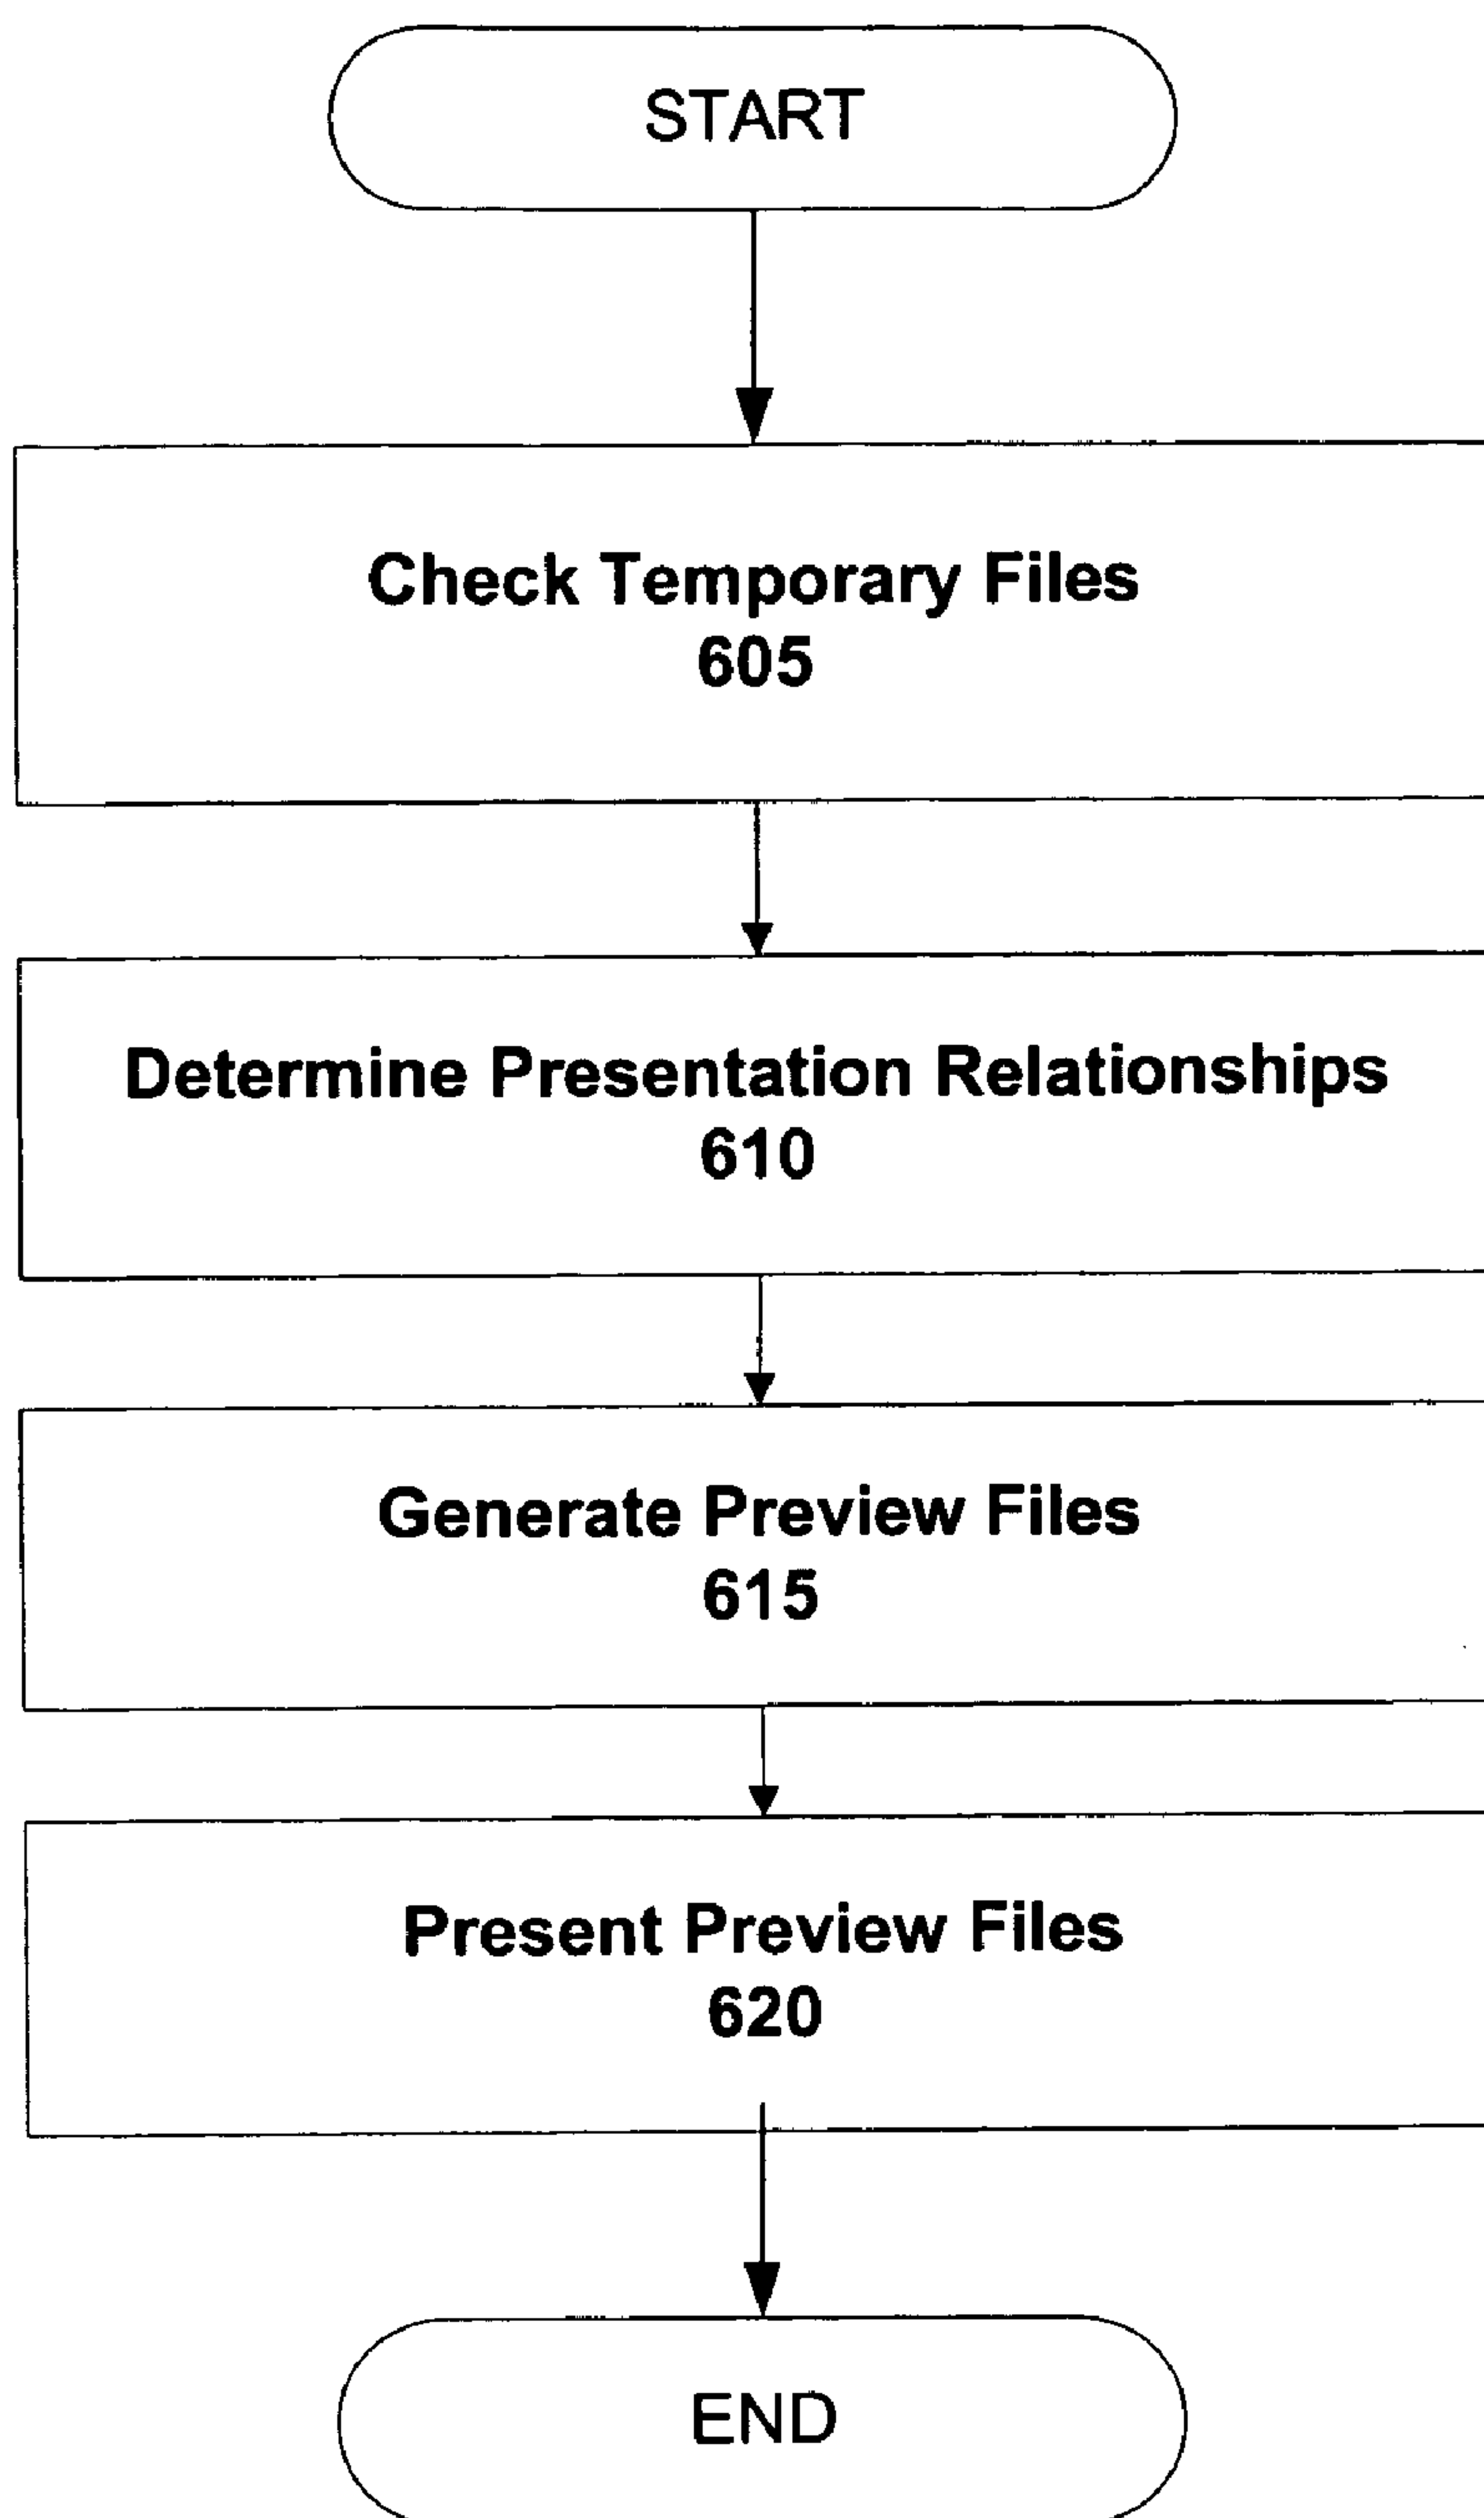 START
Check Temporary Files
605
Determine Presentation Relationships
610
Generate Preview Files
615
Present Preview Files
620
END